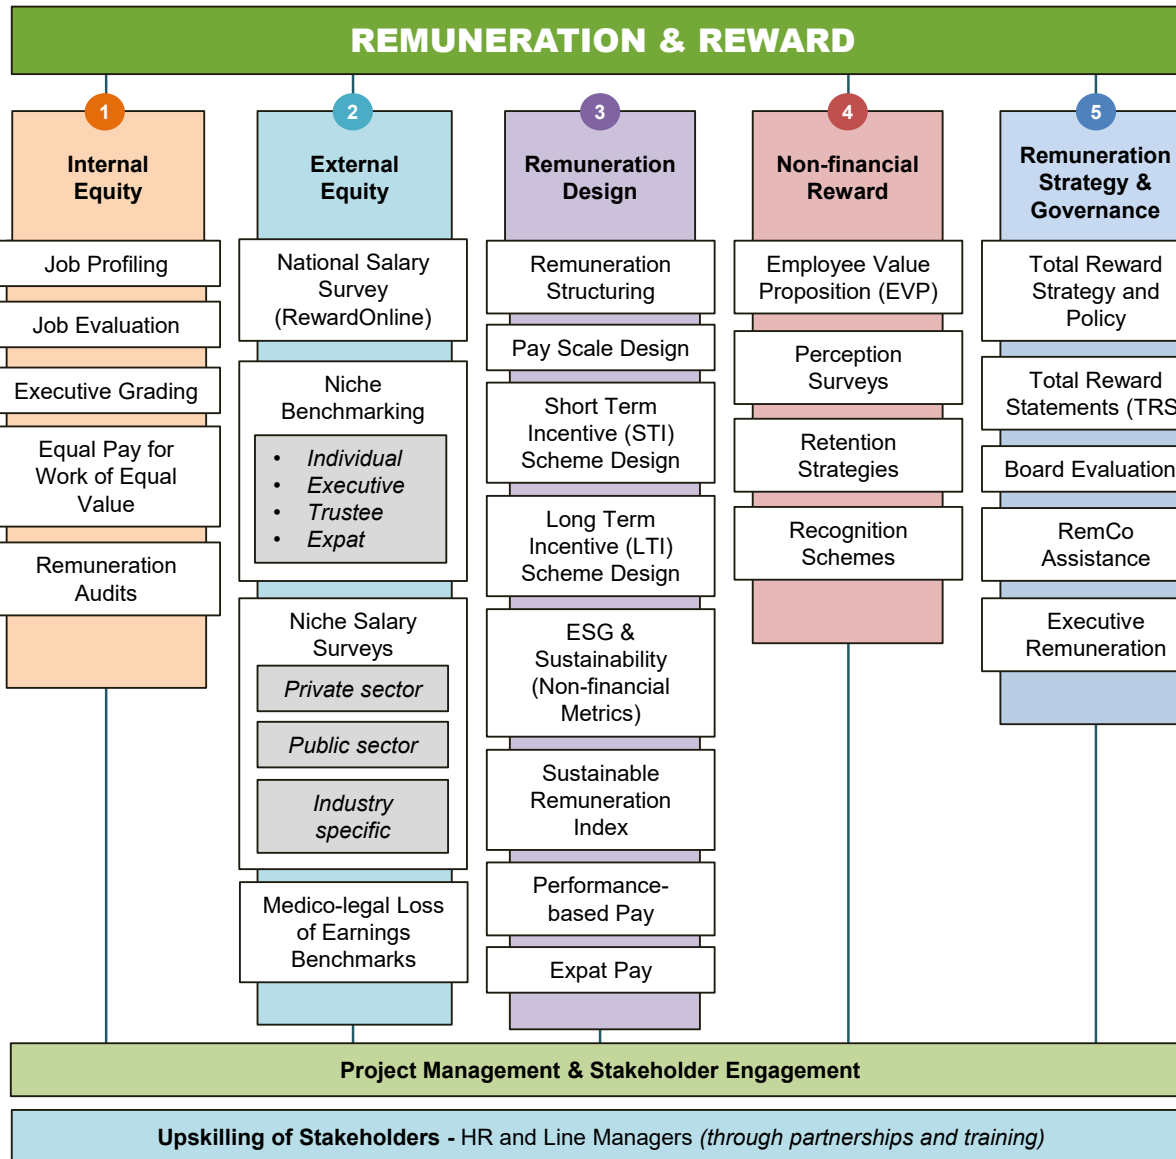 REMUNERATION & REWARD
1
Internal
Equity
Job Profiling
Job Evaluation
Executive Grading
Equal Pay for
Work of Equal
Value
Remuneration
Audits
2
External
Equity
National Salary
Survey
(RewardOnline)
Niche
Benchmarking
• Individual
• Executive
• Trustee
• Expat
Niche Salary
Surveys
Private sector
Public sector
Industry
specific
Medico-legal Loss
of Earnings
Benchmarks
3
Remuneration
Design
Remuneration
Structuring
Pay Scale Design
Short Term
Incentive (STI)
Scheme Design
Long Term
Incentive (LTI)
Scheme Design
ESG &
Sustainability
(Non-financial
Metrics)
Sustainable
Remuneration
Index
Performance-
based Pay
Expat Pay
4
Non-financial
Reward
Employee Value
Proposition (EVP)
Perception
Surveys
Retention
Strategies
Recognition
Schemes
5
Remuneration
Strategy &
Governance
Total Reward
Strategy and
Policy
Total Reward
Statements (TRS
Board Evaluation
RemCo
Assistance
Executive
Remuneration
Project Management & Stakeholder Engagement
Upskilling of Stakeholders - HR and Line Managers (through partnerships and training)